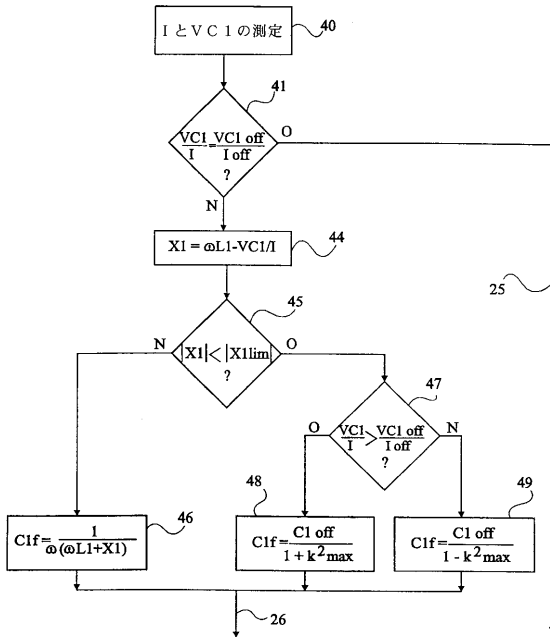 IとVC1の測定
40
41
VC1/I=VC1 off/I off
?
O
N
X1 = ωL1-VC1/I
44
25
45
N
|X1|<|X1lim|
O
?
47
O
VC1/I>VC1 off/I off
N
?
46
48
49
C1f=1/ω(ωL1+X1)
C1f=C1 off/1+k²max
C1f=C1 off/1-k²max
26